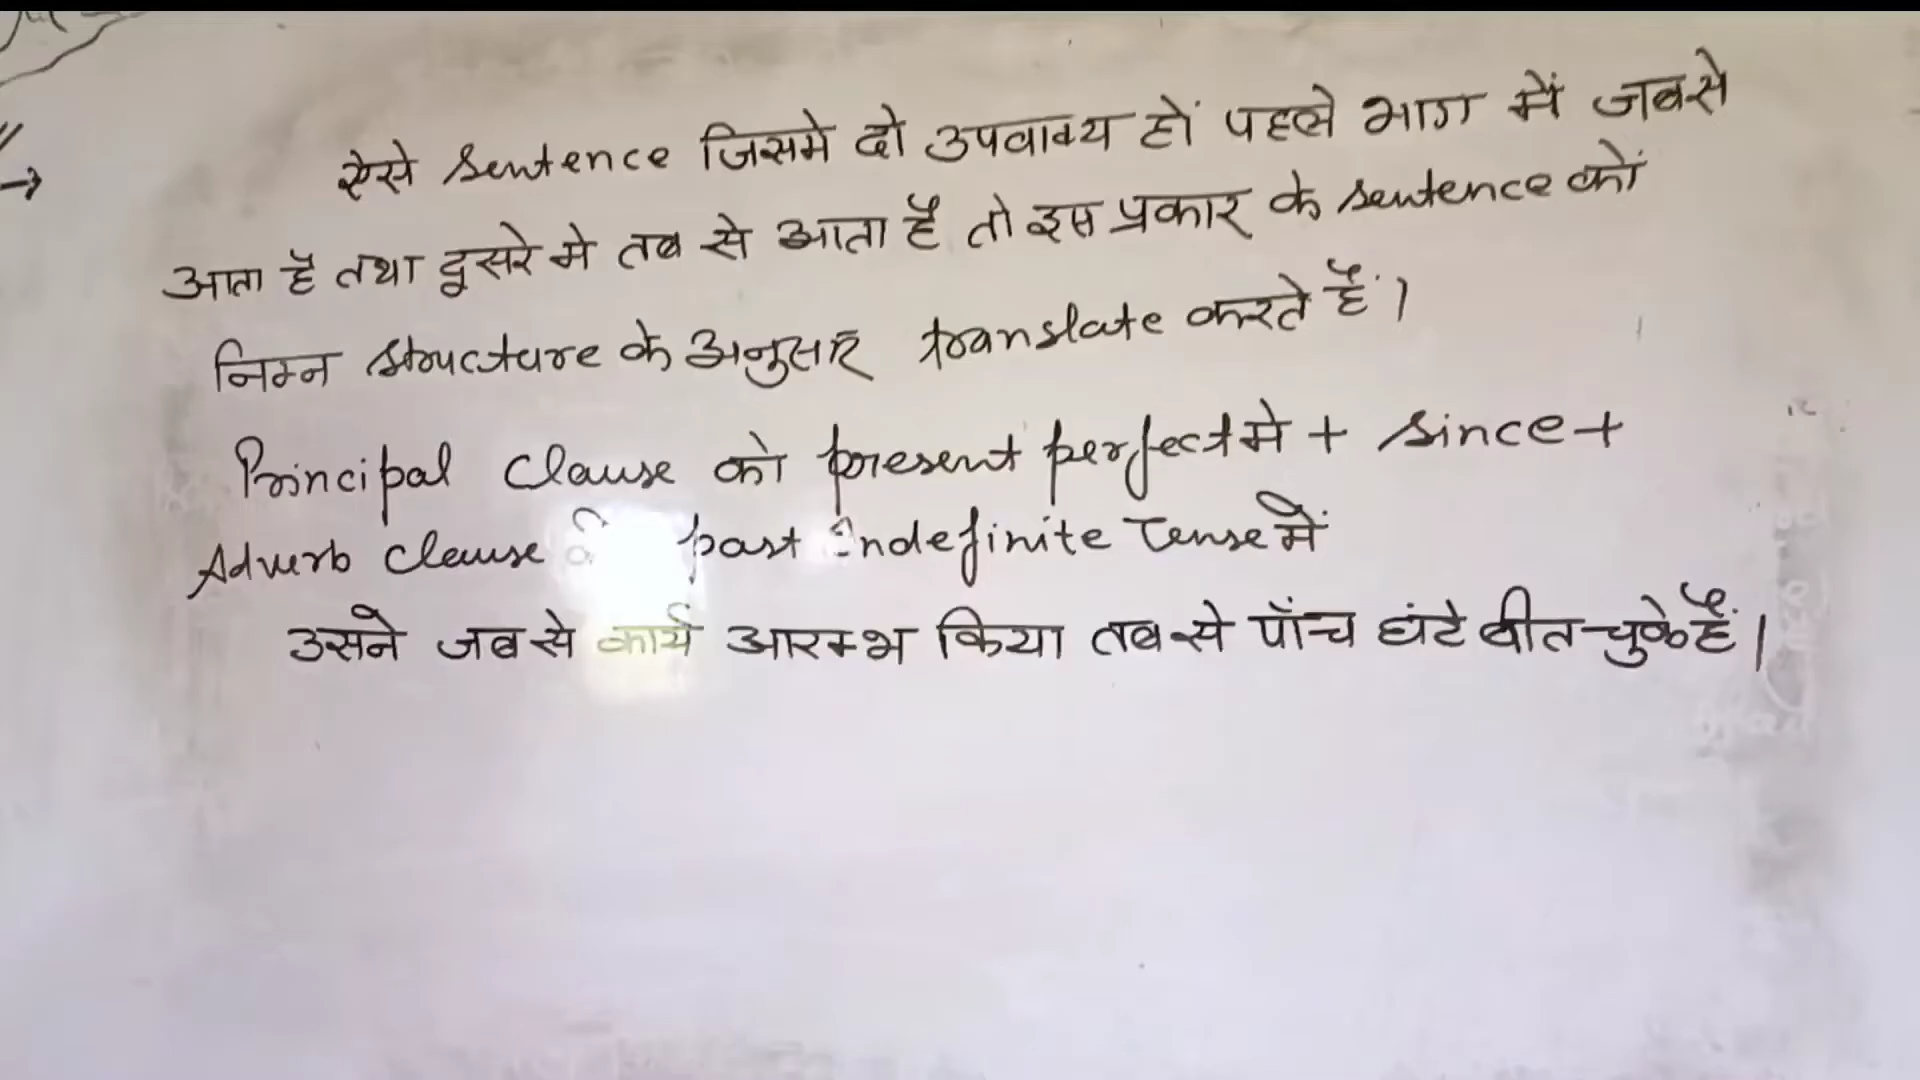 ऐसे sentence जिसमे दो उपवाक्य हों पहले भाग में जबसे
आता है तथा दूसरे मे तब से आता है तो इस प्रकार के sentence कों
निम्न structure के अनुसार translate करते हैं।
Principal clause को present perfect मे + since +
Adverb clause past Indefinite Tense में
उसने जब से कार्य आरम्भ किया तब से पाँच घंटे बीत चुके हैं।